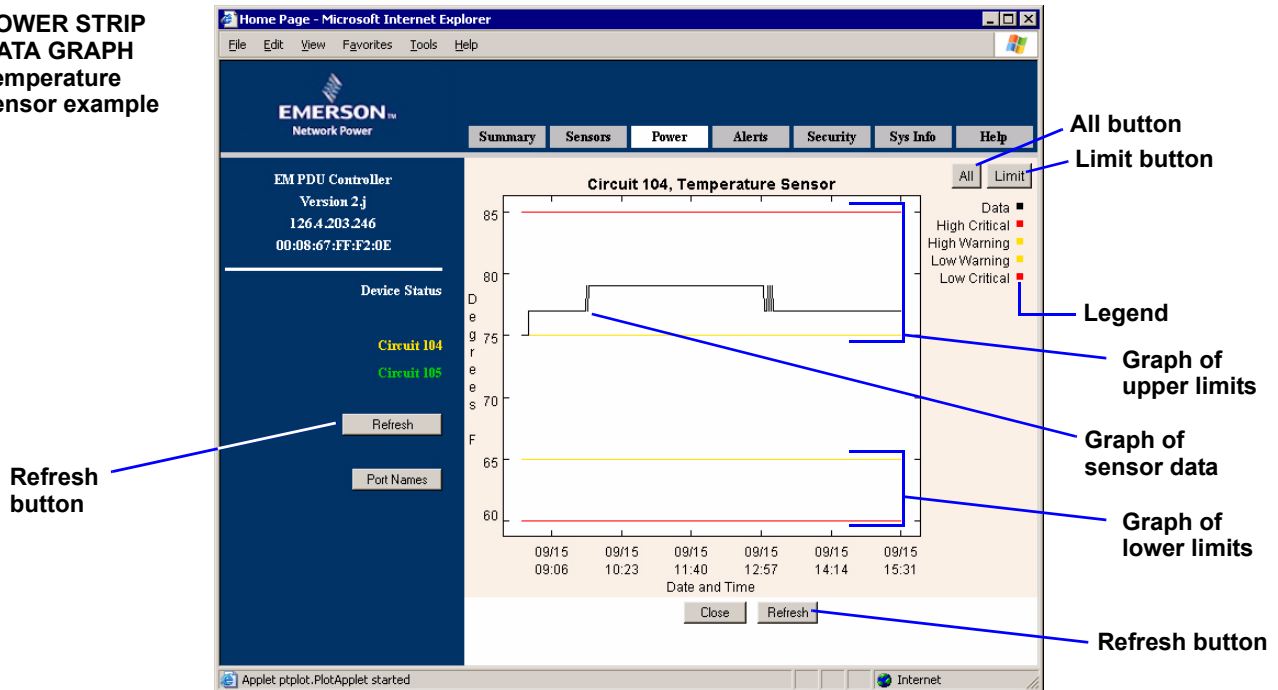 OWER STRIP
ATA GRAPH
emperature
ensor example
Home Page - Microsoft Internet Explorer
File Edit View Favorites Tools Help
EMERSON™
Network Power
Summary Sensors Power Alerts Security Sys Info Help
All button
Limit button
EM PDU Controller
Version 2.j
126.4.203.246
00:08:67:FF:F2:0E
Device Status
Circuit 104
Circuit 105
Refresh
Port Names
Refresh
button
Circuit 104, Temperature Sensor
All Limit
Data
High Critical
High Warning
Low Warning
Low Critical
85
80
75
70
65
60
Degrees F
09/15 09/15 09/15 09/15 09/15 09/15
09:06 10:23 11:40 12:57 14:14 15:31
Date and Time
Close Refresh
Legend
Graph of
upper limits
Graph of
sensor data
Graph of
lower limits
Refresh button
Applet ptplot.PlotApplet started
Internet